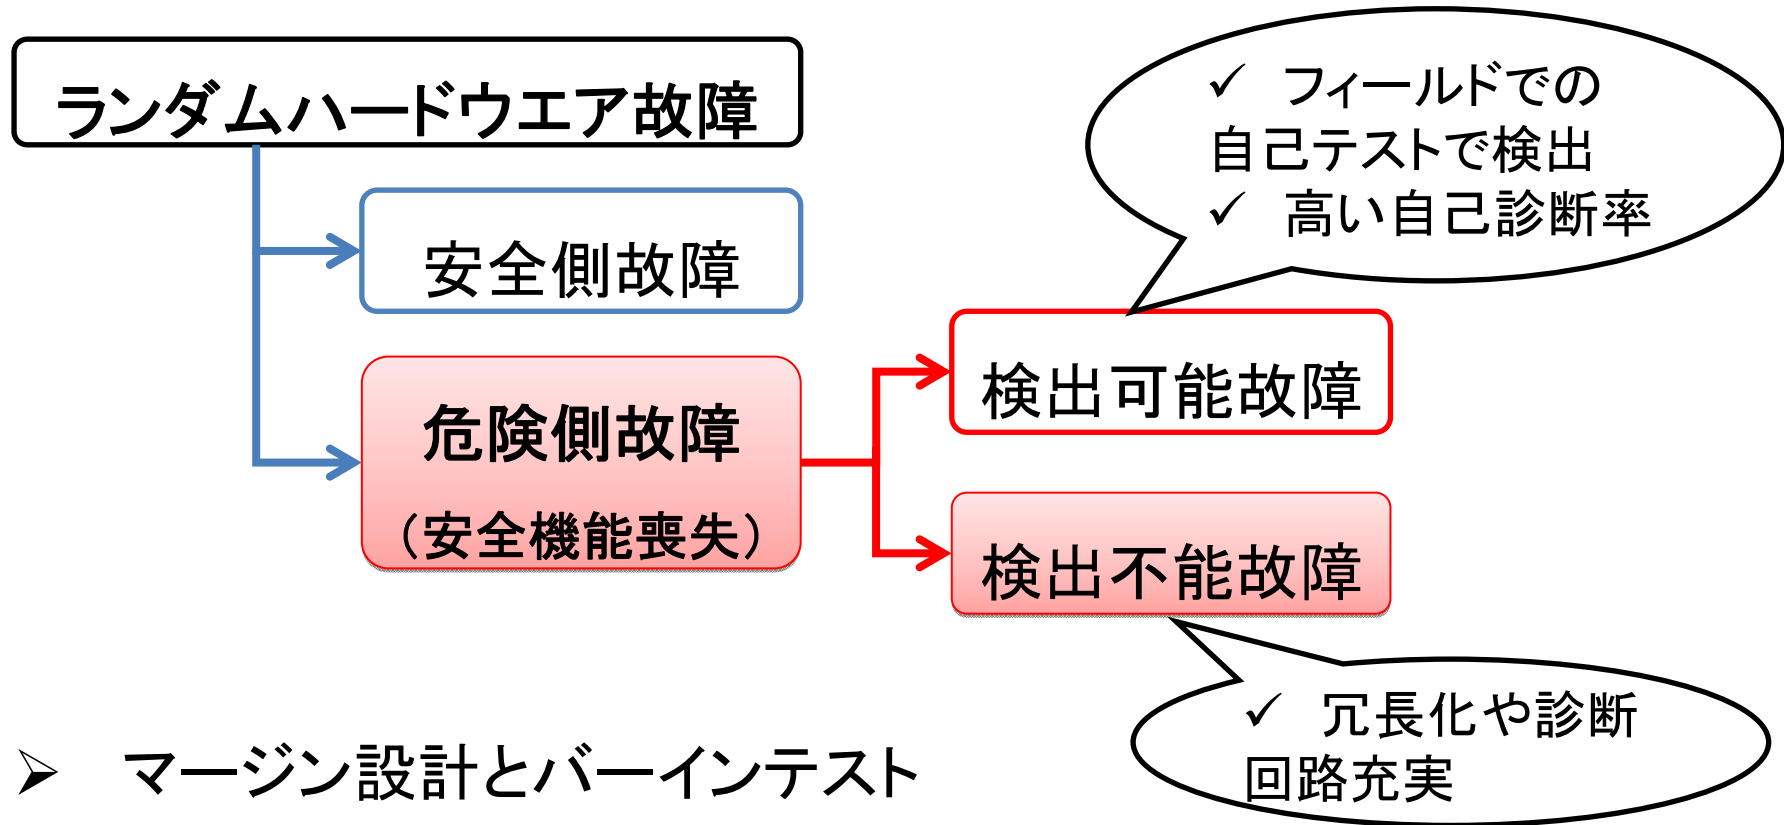 ランダムハードウエア故障
安全側故障
危険側故障
（安全機能喪失）
検出可能故障
検出不能故障
✓ フィールドでの
自己テストで検出
✓ 高い自己診断率
✓ 冗長化や診断
回路充実
➢ マージン設計とバーインテスト